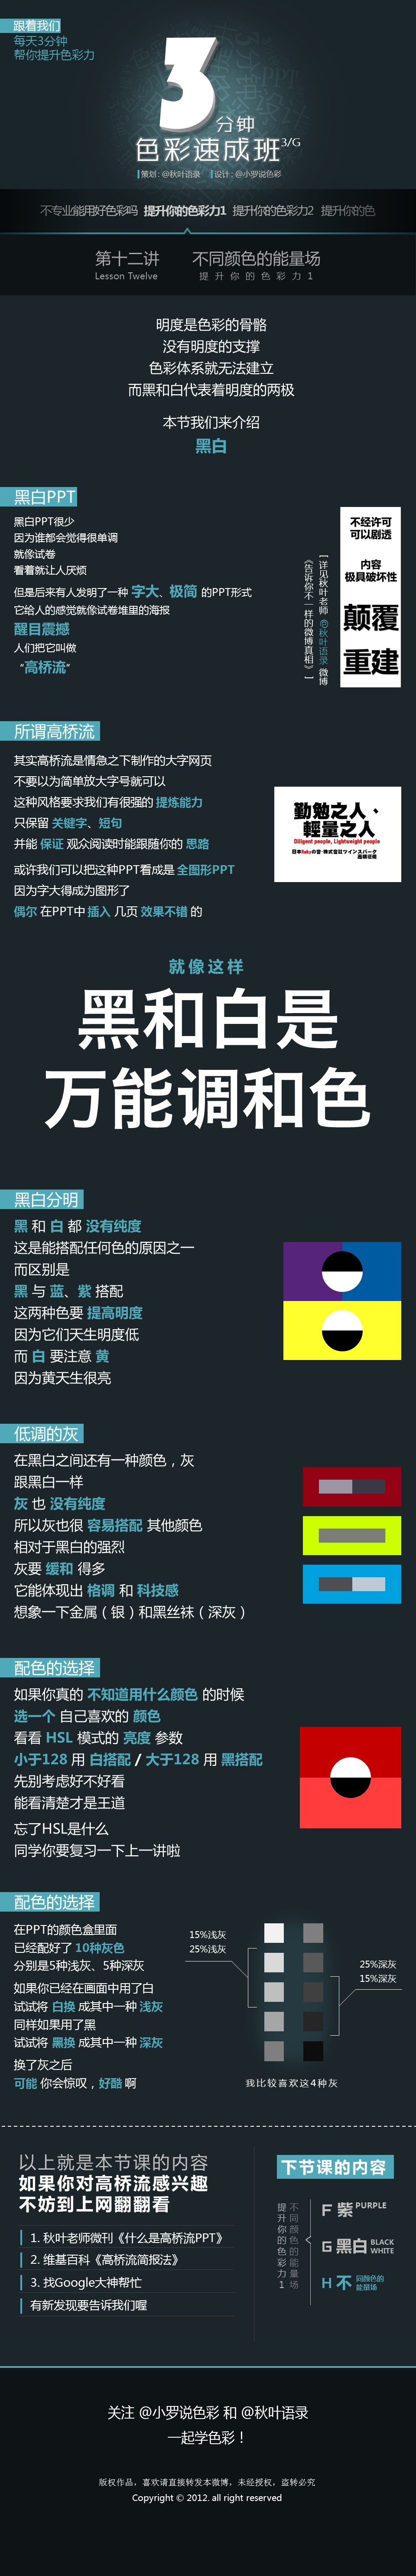 跟着我们
每天3分钟
帮你提升色彩力
3
分钟
色彩速成班3/G
策划：@秋叶语录 设计：@小罗说色彩
不专业能用好色彩吗 提升你的色彩力1 提升你的色彩力2 提升你的色
第十二讲 不同颜色的能量场
Lesson Twelve 提升你的色彩力1
明度是色彩的骨骼
没有明度的支撑
色彩体系就无法建立
而黑和白代表着明度的两极
本节我们来介绍
黑白
黑白PPT
黑白PPT很少
因为谁都会觉得很单调
就像试卷
看着就让人厌烦
但是后来有人发明了一种 字大、极简 的PPT形式
它给人的感觉就像试卷堆里的海报
醒目震撼
人们把它叫做
“高桥流”
【详见秋叶老师 @秋叶语录 微博
《告诉你不一样的微博真相》】
不经许可
可以剧透
内容
极具破坏性
颠覆
重建
所谓高桥流
其实高桥流是情急之下制作的大字网页
不要以为简单放大字号就可以
这种风格要求我们有很强的 提炼能力
只保留 关键字、短句
并能 保证 观众阅读时能跟随你的 思路
或许我们可以把这种PPT看成是 全图形PPT
因为字大得成为图形了
偶尔 在PPT中 插入 几页 效果不错 的
勤勉之人、
輕量之人
Diligent people, Lightweight people
日本Rubyの会・株式会社ツインスパーク
高橋征義
就像这样
黑和白是
万能调和色
黑白分明
黑 和 白 都 没有纯度
这是能搭配任何色的原因之一
而区别是
黑 与 蓝、紫 搭配
这两种色要 提高明度
因为它们天生明度低
而 白 要注意 黄
因为黄天生很亮
低调的灰
在黑白之间还有一种颜色，灰
跟黑白一样
灰 也 没有纯度
所以灰也很 容易搭配 其他颜色
相对于黑白的强烈
灰要 缓和 得多
它能体现出 格调 和 科技感
想象一下金属（银）和黑丝袜（深灰）
配色的选择
如果你真的 不知道用什么颜色 的时候
选一个 自己喜欢的 颜色
看看 HSL 模式的 亮度 参数
小于128 用 白搭配 / 大于128 用 黑搭配
先别考虑好不好看
能看清楚才是王道
忘了HSL是什么
同学你要复习一下上一讲啦
配色的选择
在PPT的颜色盒里面
已经配好了 10种灰色
分别是5种浅灰、5种深灰
如果你已经在画面中用了白
试试将 白换 成其中一种 浅灰
同样如果用了黑
试试将 黑换 成其中一种 深灰
换了灰之后
可能 你会惊叹，好酷 啊
15%浅灰
25%浅灰
25%深灰
15%深灰
我比较喜欢这4种灰
以上就是本节课的内容
如果你对高桥流感兴趣
不妨到上网翻翻看
1. 秋叶老师微刊《什么是高桥流PPT》
2. 维基百科《高桥流简报法》
3. 找Google大神帮忙
有新发现要告诉我们喔
下节课的内容
不同颜色的能量场
提升你的色彩力1
F 紫 PURPLE
G 黑白 BLACK
WHITE
H 不 同颜色的
能量场
关注 @小罗说色彩 和 @秋叶语录
一起学色彩！
版权作品，喜欢请直接转发本微博，未经授权，盗转必究
Copyright © 2012. all right reserved